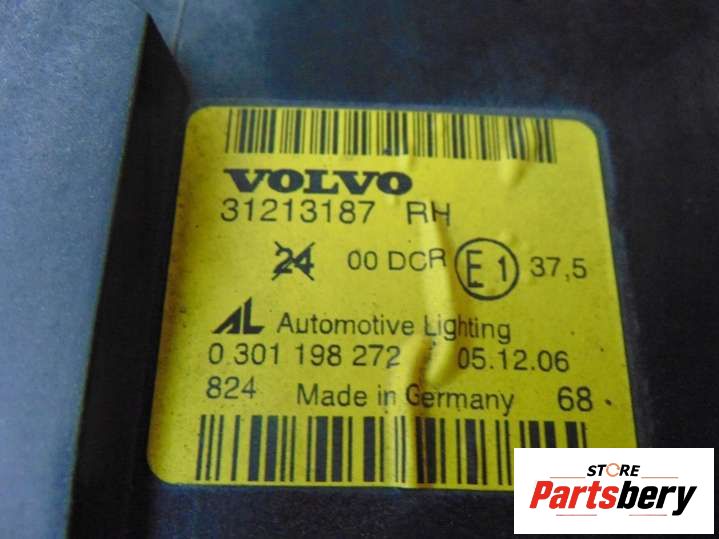 VOLVO
31213187 RH
24 00 DCR E1 37,5
AL Automotive Lighting
0 301 198 272 05.12.06
824 Made in Germany 68
STORE
Partsbery